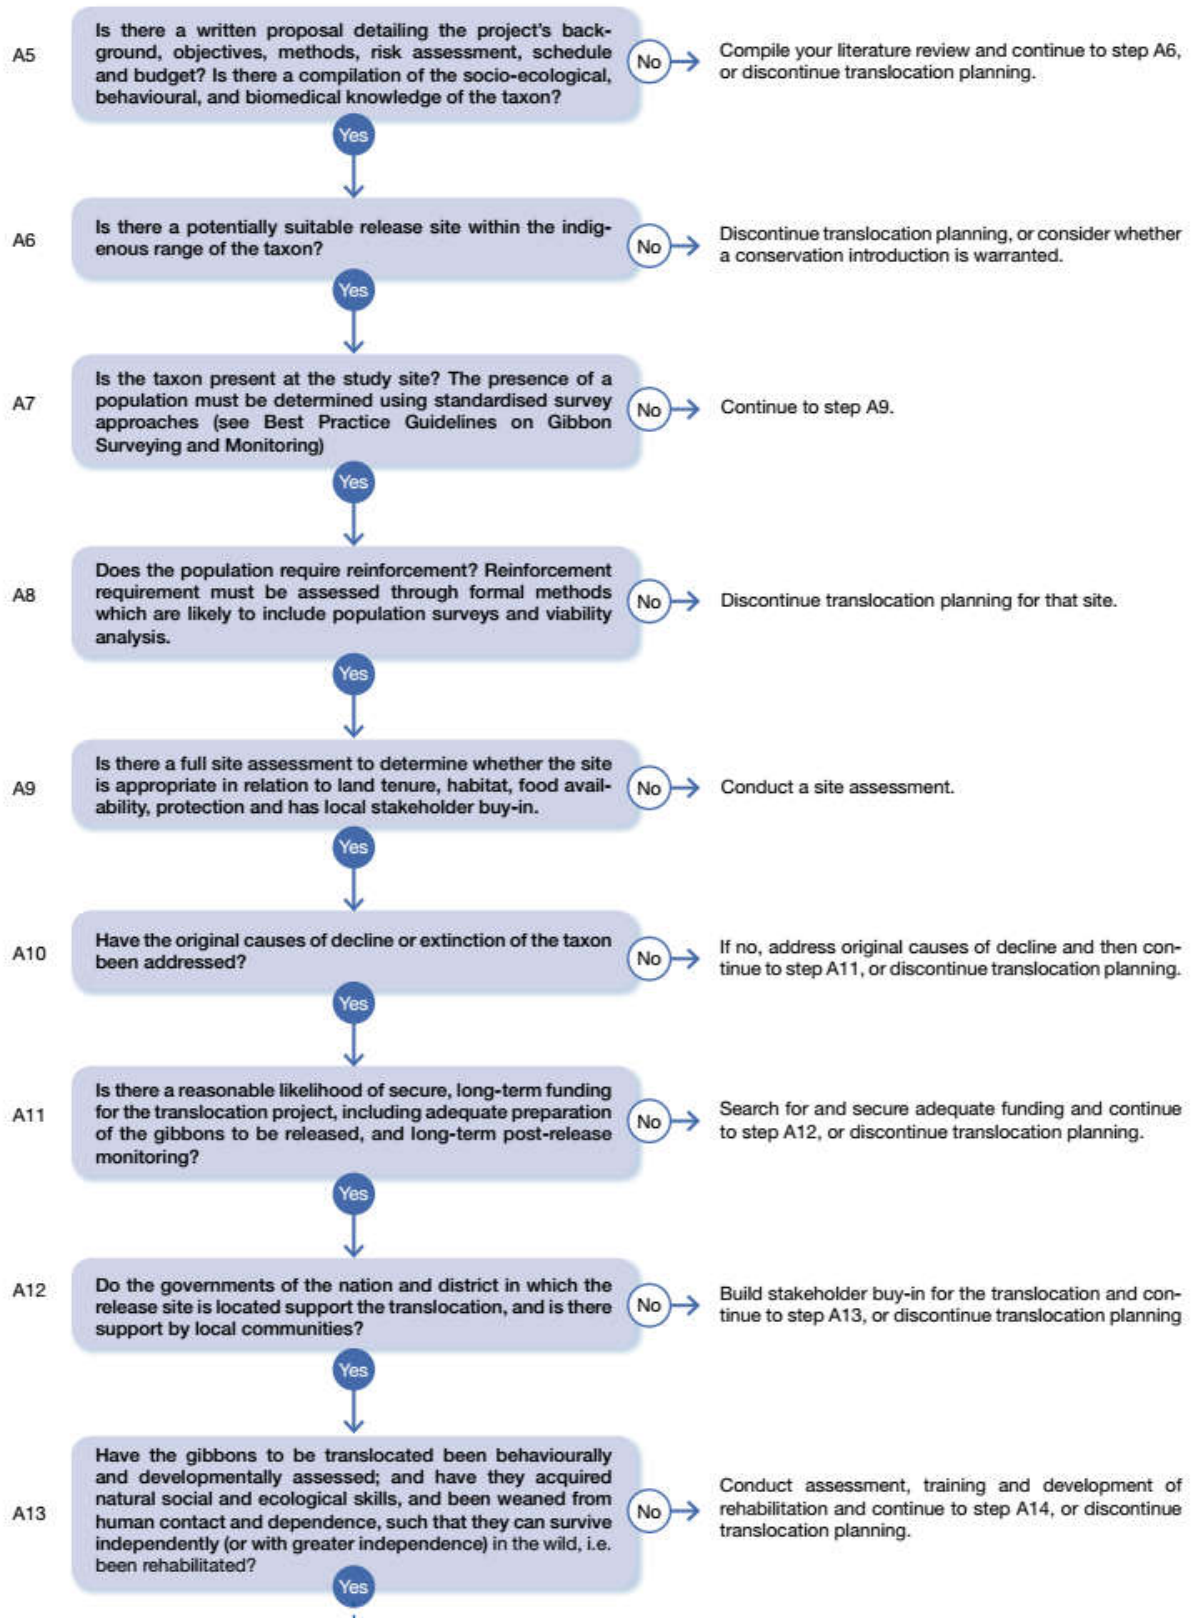 A5
Is there a written proposal detailing the project's back-
ground, objectives, methods, risk assessment, schedule
and budget? Is there a compilation of the socio-ecological,
behavioural, and biomedical knowledge of the taxon?
No
Compile your literature review and continue to step A6,
or discontinue translocation planning.
Yes
A6
Is there a potentially suitable release site within the indig-
enous range of the taxon?
No
Discontinue translocation planning, or consider whether
a conservation introduction is warranted.
Yes
A7
Is the taxon present at the study site? The presence of a
population must be determined using standardised survey
approaches (see Best Practice Guidelines on Gibbon
Surveying and Monitoring)
No
Continue to step A9.
Yes
A8
Does the population require reinforcement? Reinforcement
requirement must be assessed through formal methods
which are likely to include population surveys and viability
analysis.
No
Discontinue translocation planning for that site.
Yes
A9
Is there a full site assessment to determine whether the site
is appropriate in relation to land tenure, habitat, food avail-
ability, protection and has local stakeholder buy-in.
No
Conduct a site assessment.
Yes
A10
Have the original causes of decline or extinction of the taxon
been addressed?
No
If no, address original causes of decline and then con-
tinue to step A11, or discontinue translocation planning.
Yes
A11
Is there a reasonable likelihood of secure, long-term funding
for the translocation project, including adequate preparation
of the gibbons to be released, and long-term post-release
monitoring?
No
Search for and secure adequate funding and continue
to step A12, or discontinue translocation planning.
Yes
A12
Do the governments of the nation and district in which the
release site is located support the translocation, and is there
support by local communities?
No
Build stakeholder buy-in for the translocation and con-
tinue to step A13, or discontinue translocation planning
Yes
A13
Have the gibbons to be translocated been behaviourally
and developmentally assessed; and have they acquired
natural social and ecological skills, and been weaned from
human contact and dependence, such that they can survive
independently (or with greater independence) in the wild, i.e.
been rehabilitated?
No
Conduct assessment, training and development of
rehabilitation and continue to step A14, or discontinue
translocation planning.
Yes